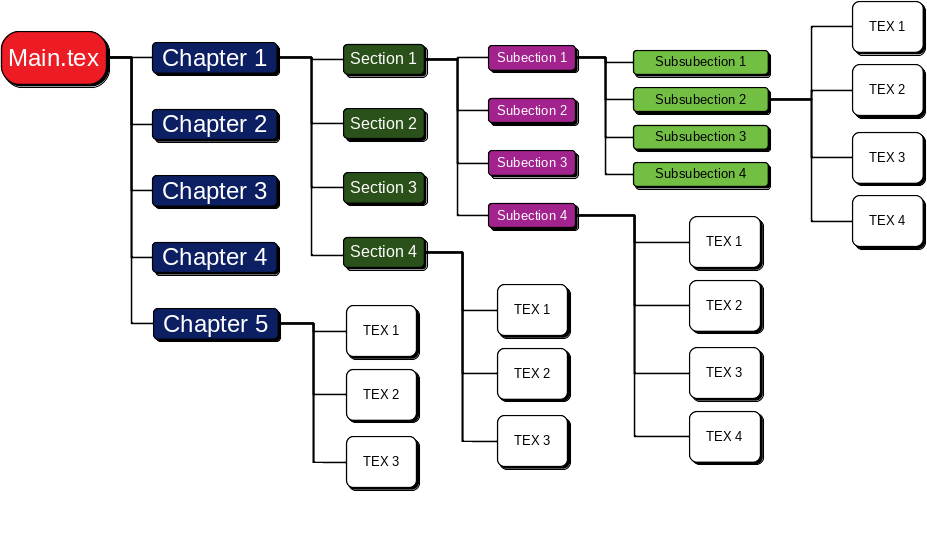 Main.tex
Chapter 1
Chapter 2
Chapter 3
Chapter 4
Chapter 5
Section 1
Section 2
Section 3
Section 4
TEX 1
TEX 2
TEX 3
Subection 1
Subection 2
Subection 3
Subection 4
TEX 1
TEX 2
TEX 3
Subsubection 1
Subsubection 2
Subsubection 3
Subsubection 4
TEX 1
TEX 2
TEX 3
TEX 4
TEX 1
TEX 2
TEX 3
TEX 4